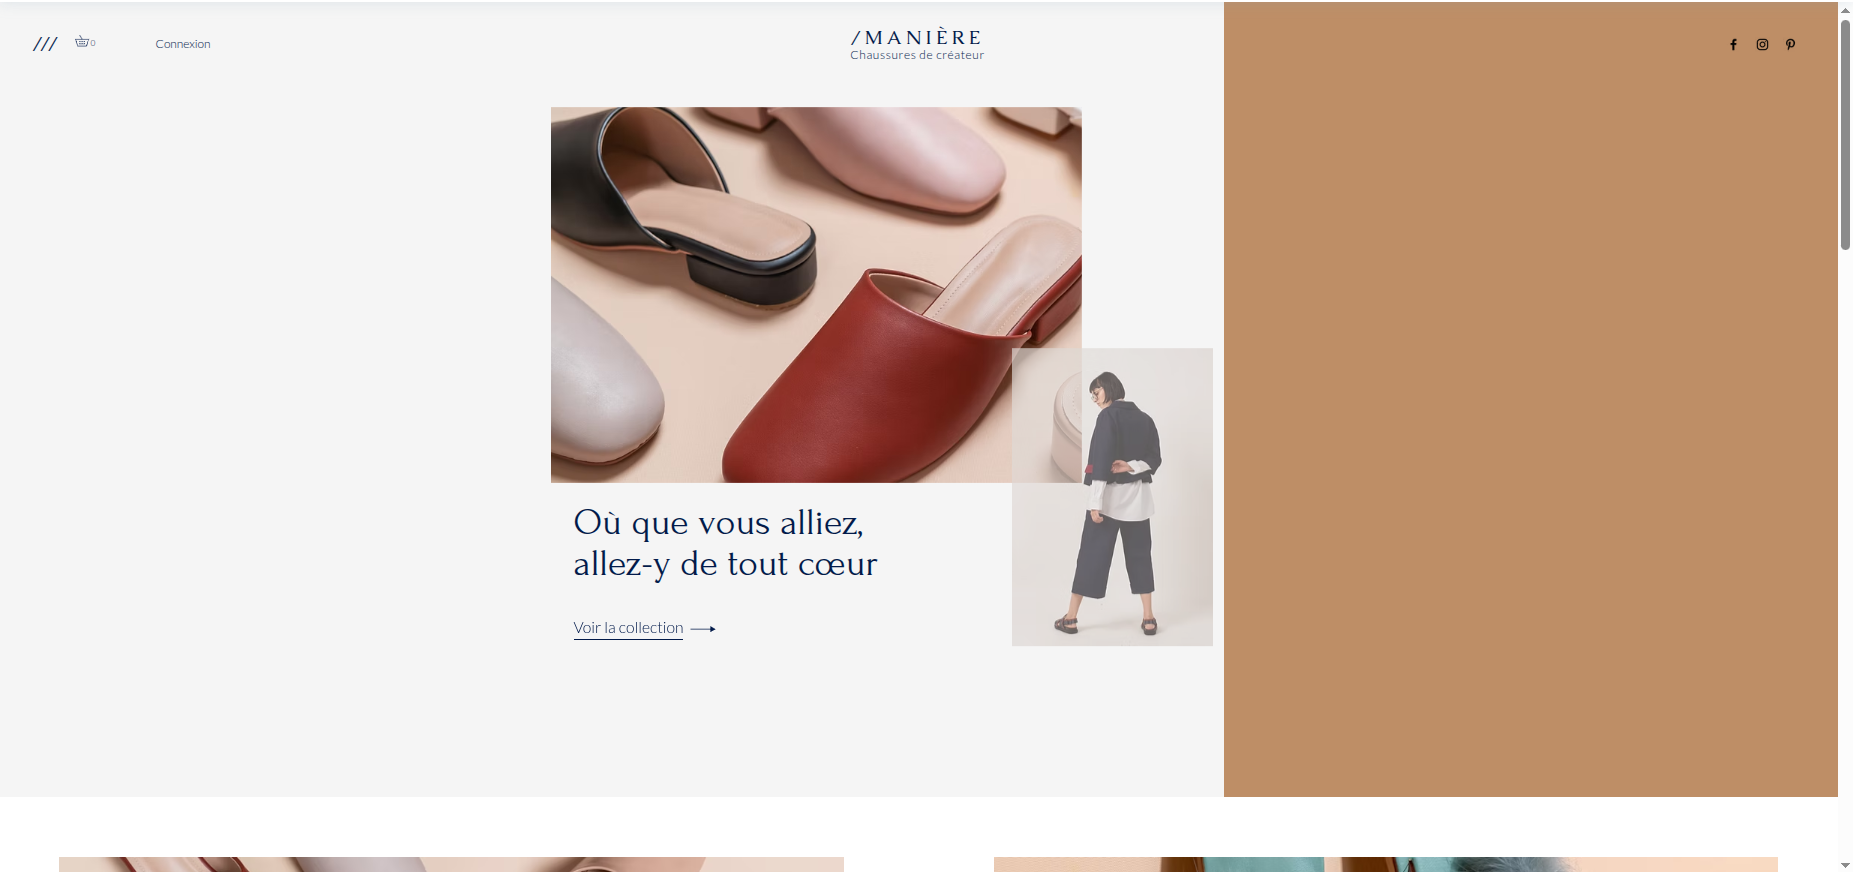 ///
0
Connexion
/MANIÈRE
Chaussures de créateur
Où que vous alliez,
allez-y de tout cœur
Voir la collection